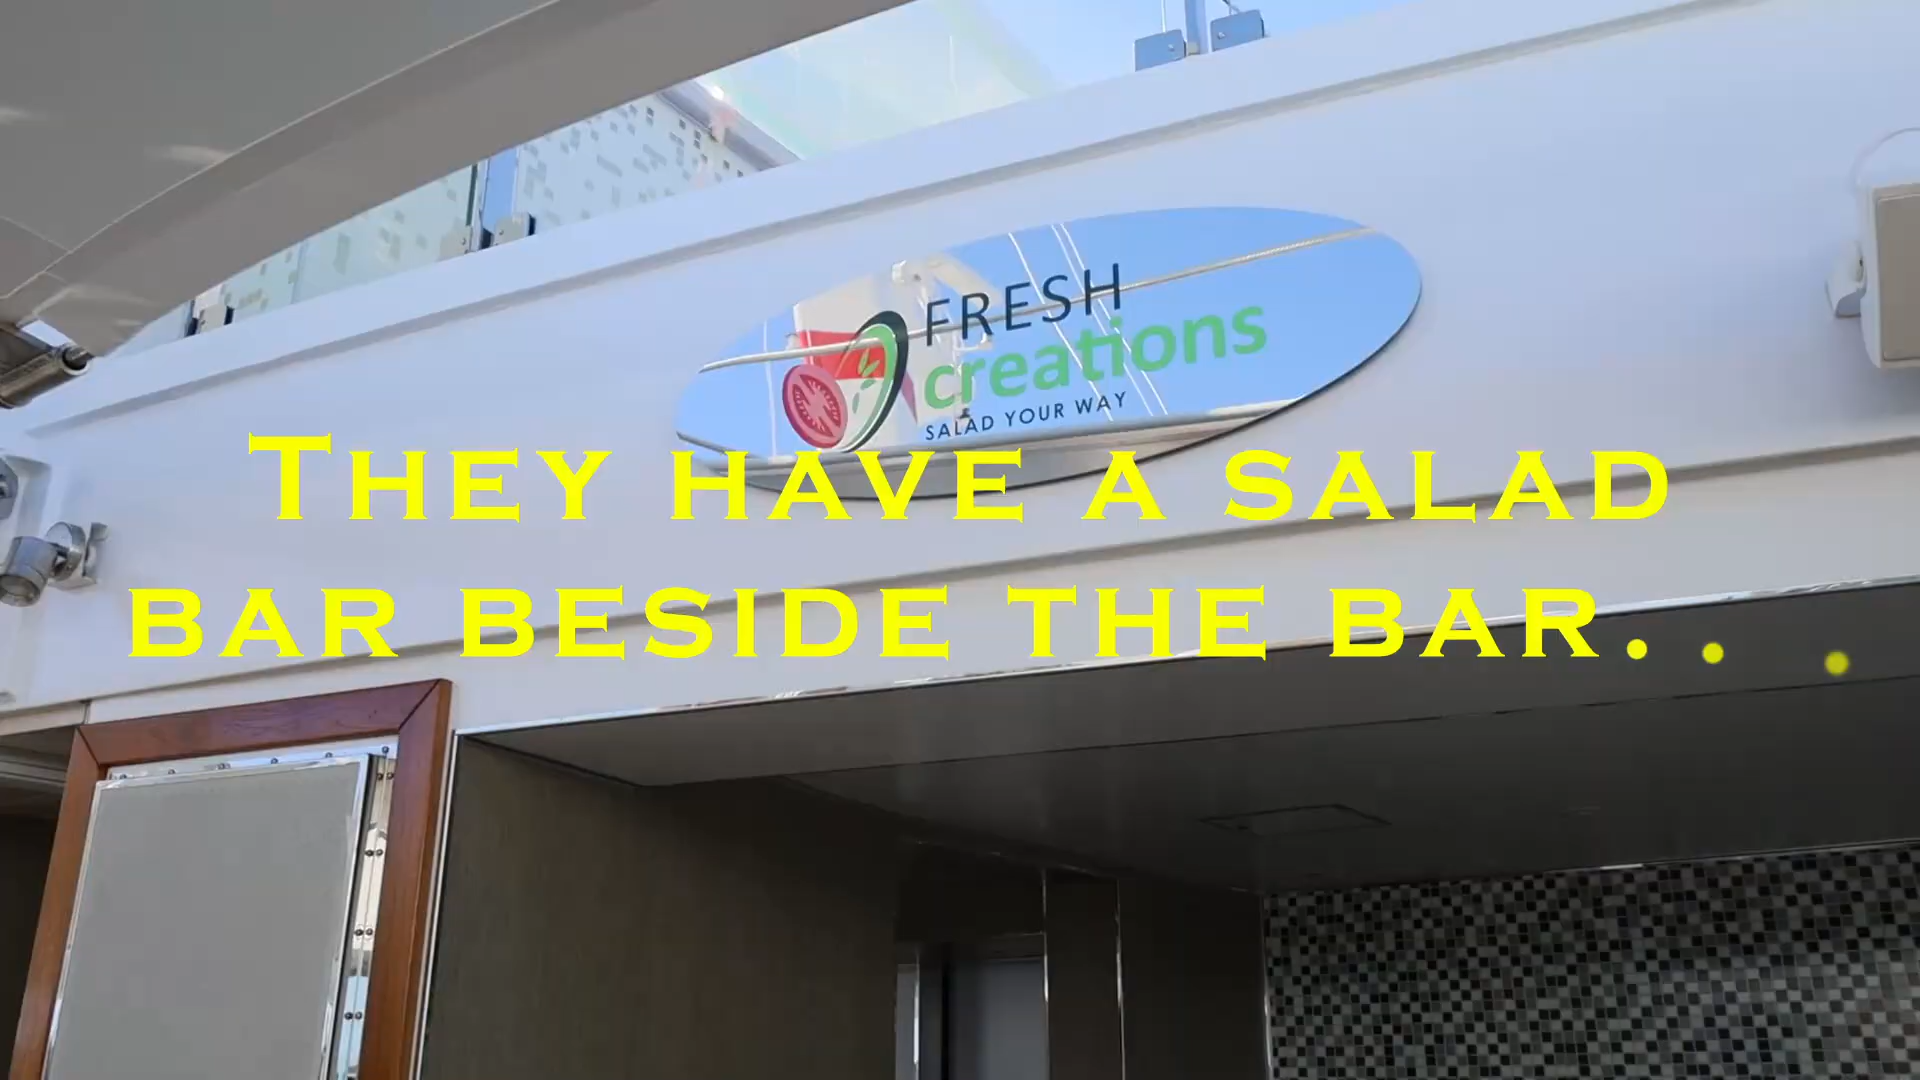 FRESH
creations
SALAD YOUR WAY
They have a salad
bar beside the bar...